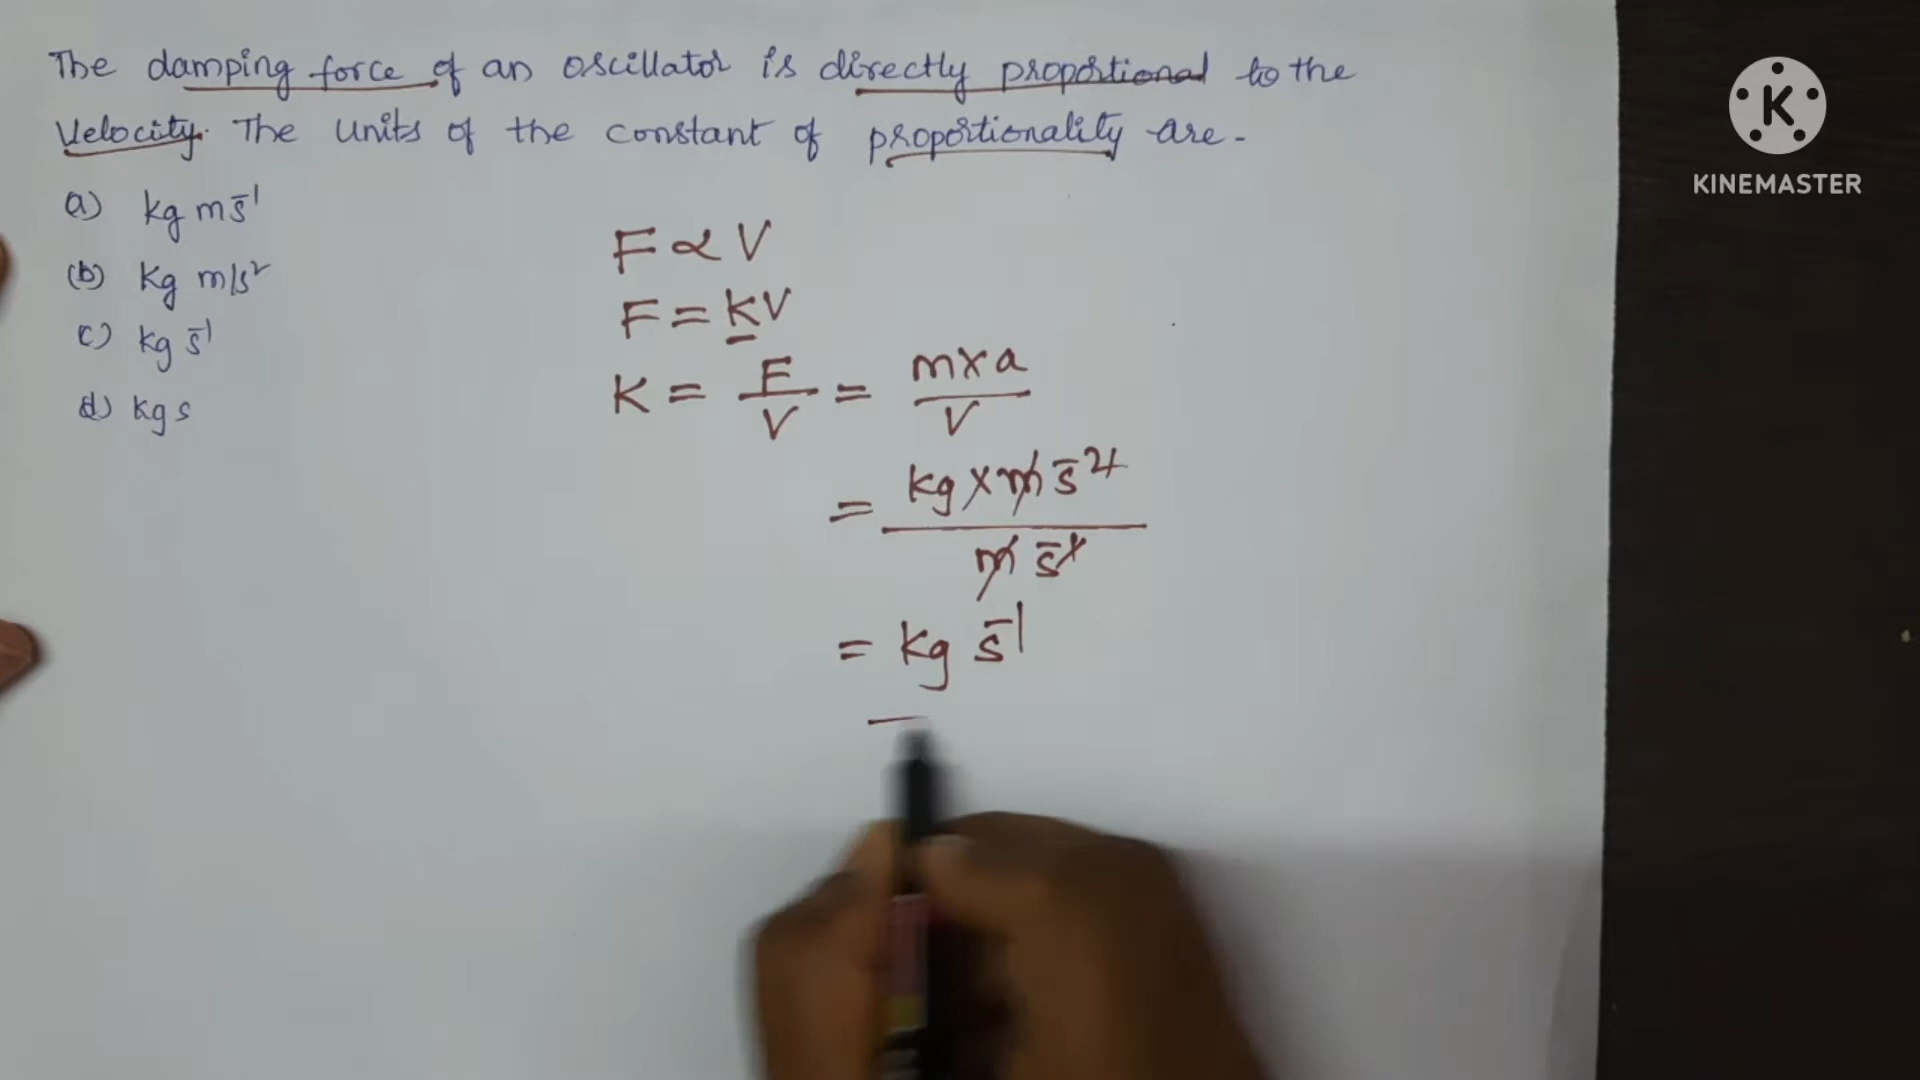 The damping force of an oscillator is directly proportional to the
Velocity. The units of the constant of proportionality are -
a) kg m s⁻¹
(b) kg m/s²
c) kg s⁻¹
d) kg s
F ∝ V
F = KV
K = F/V = m×a/V
= kg × m s⁻²/m s⁻¹
= kg s⁻¹
K
KINEMASTER